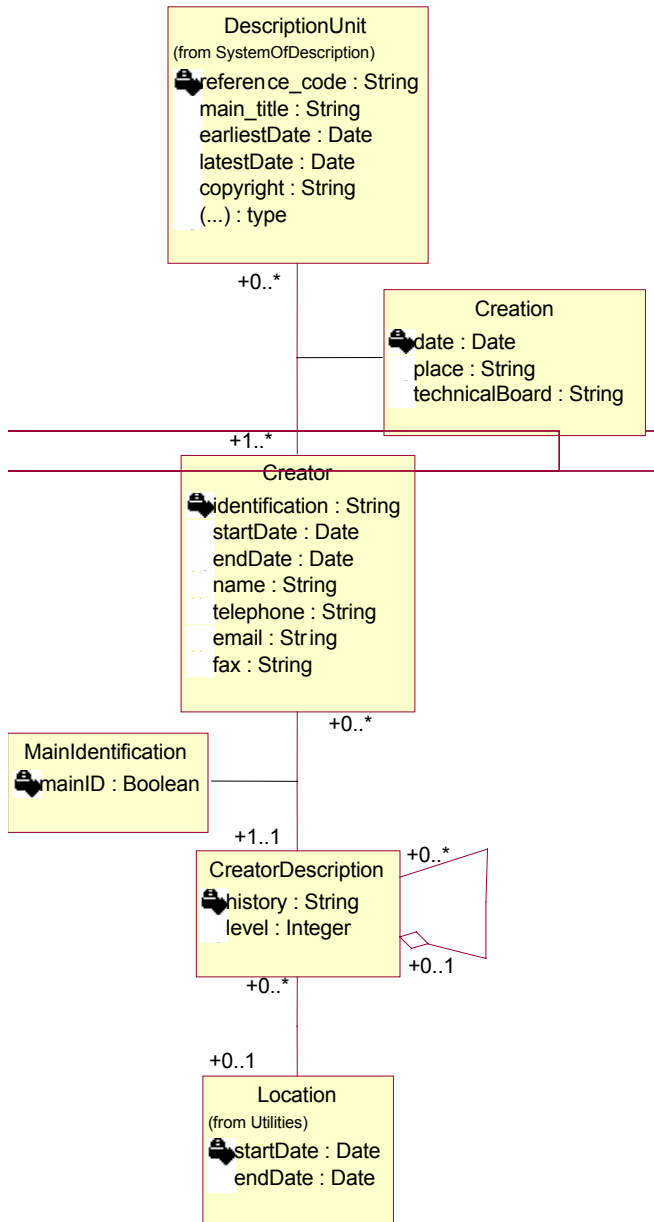 DescriptionUnit
(from SystemOfDescription)
reference_code : String
main_title : String
earliestDate : Date
latestDate : Date
copyright : String
(...) : type
+0..*
Creation
date : Date
place : String
technicalBoard : String
+1..*
Creator
identification : String
startDate : Date
endDate : Date
name : String
telephone : String
email : String
fax : String
+0..*
MainIdentification
mainID : Boolean
+1..1
CreatorDescription
history : String
level : Integer
+0..*
+0..1
+0..*
+0..1
Location
(from Utilities)
startDate : Date
endDate : Date